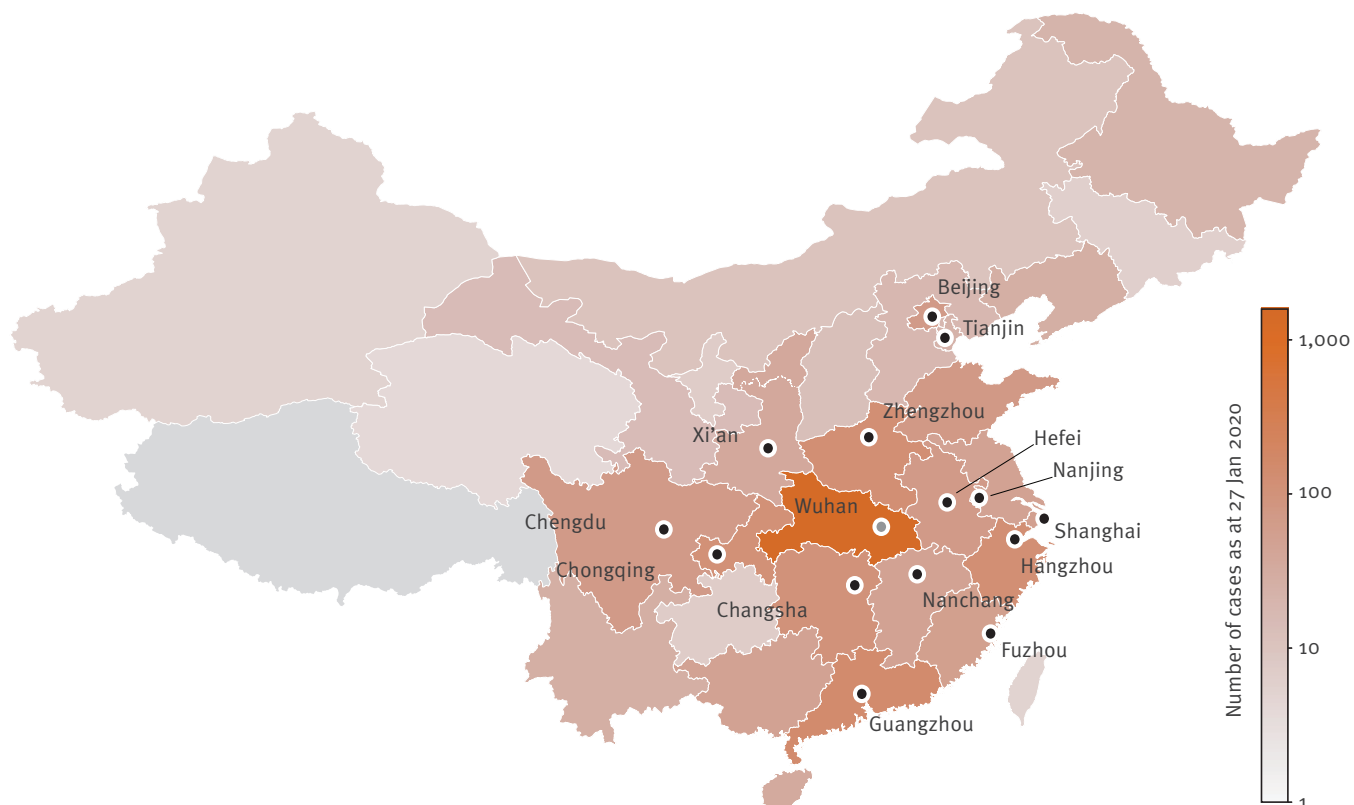 Beijing
Tianjin
Zhengzhou
Xi’an
Hefei
Nanjing
Wuhan
Chengdu
Shanghai
Hangzhou
Chongqing
Changsha
Nanchang
Fuzhou
Guangzhou
Number of cases as at 27 Jan 2020
1,000
100
10
1